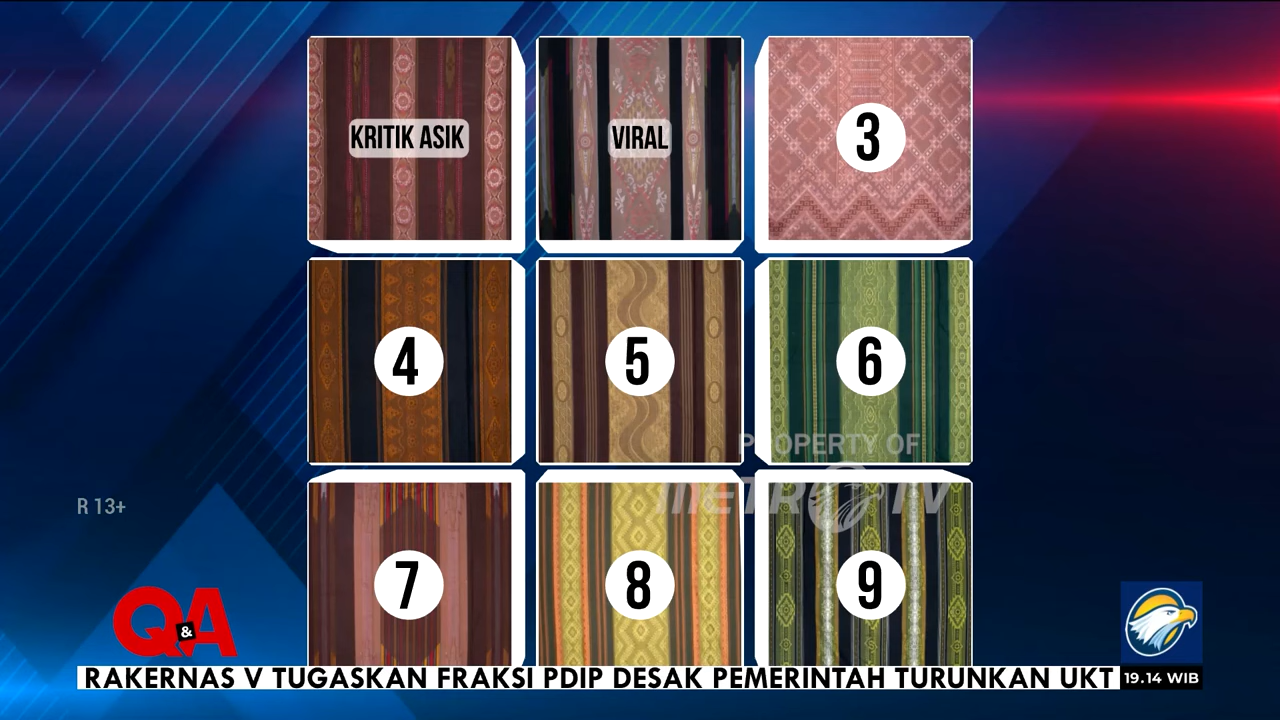 KRITIK ASIK
VIRAL
3
4
5
6
PROPERTY OF
METRO TV
R 13+
7
8
9
Q&A
RAKERNAS V TUGASKAN FRAKSI PDIP DESAK PEMERINTAH TURUNKAN UKT
19.14 WIB